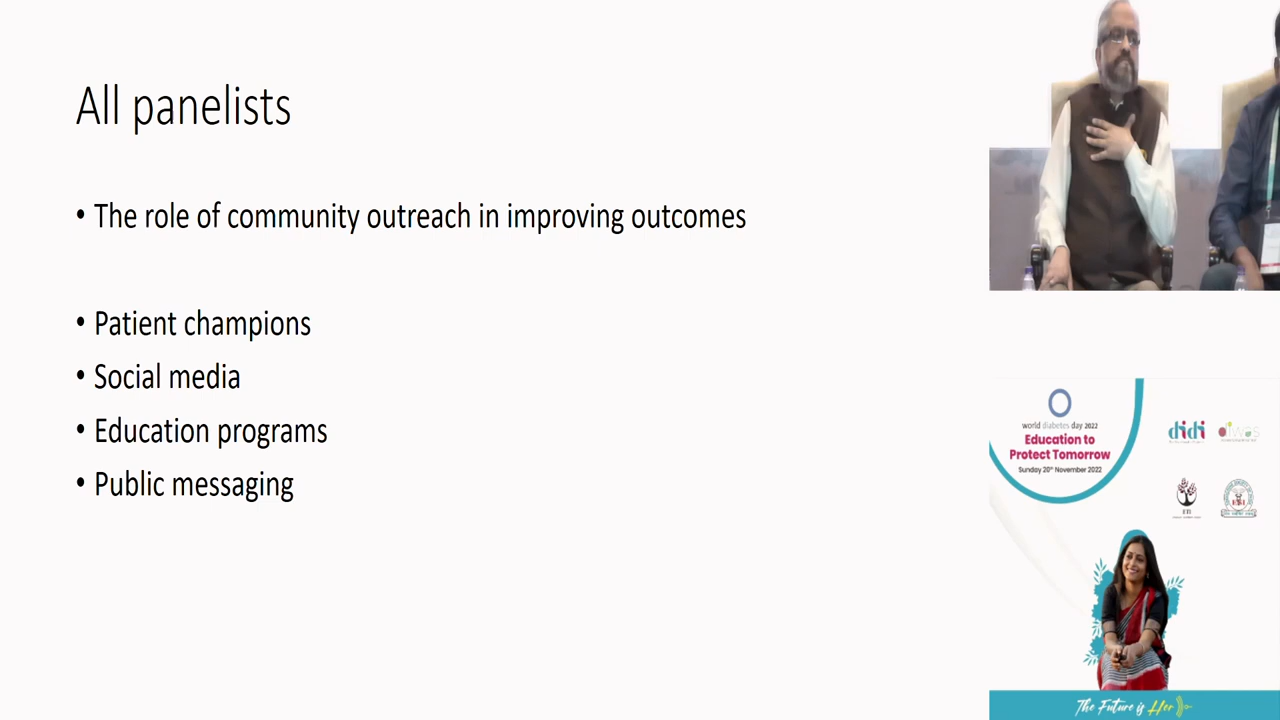 All panelists
• The role of community outreach in improving outcomes
• Patient champions
• Social media
• Education programs
• Public messaging
world diabetes day 2022
Education to
Protect Tomorrow
Sunday 20th November 2022
didi
The Future is Her